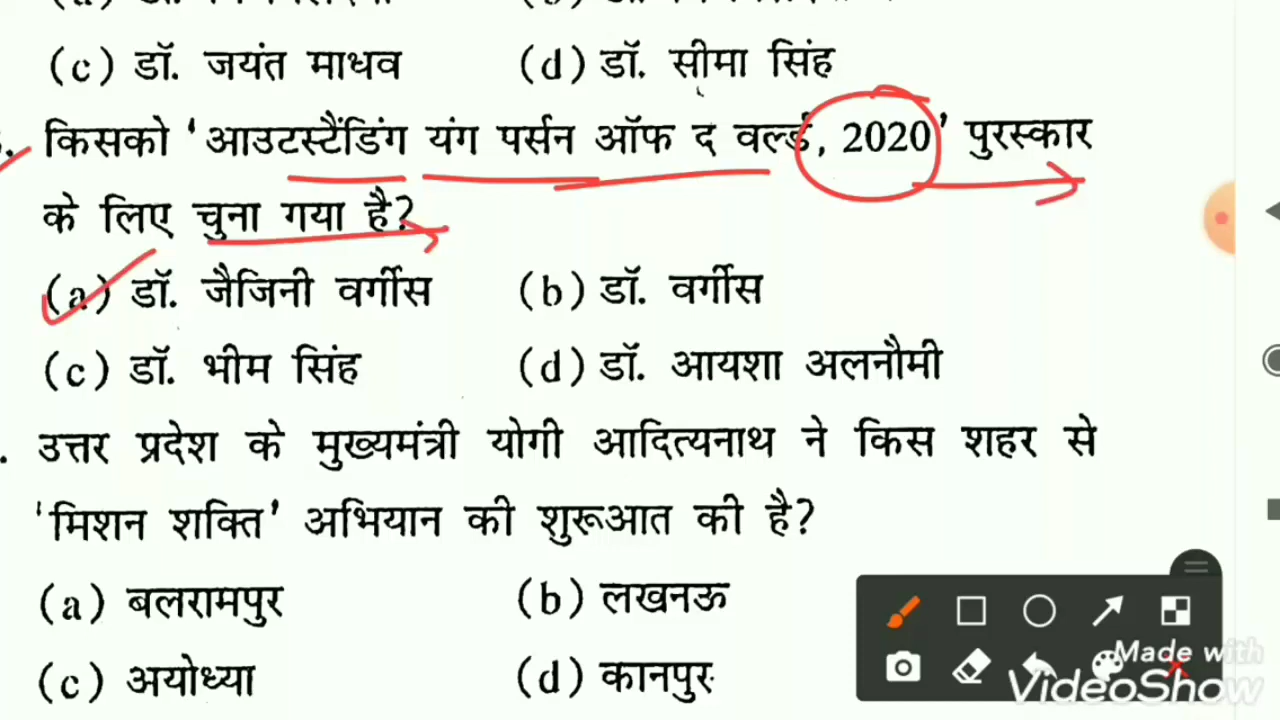 (c) डॉ. जयंत माधव (d) डॉ. सीमा सिंह
किसको 'आउटस्टैंडिंग यंग पर्सन ऑफ द वर्ल्ड, 2020' पुरस्कार
के लिए चुना गया है?
(a) डॉ. जैजिनी वर्गीस (b) डॉ. वर्गीस
(c) डॉ. भीम सिंह (d) डॉ. आयशा अलनौमी
उत्तर प्रदेश के मुख्यमंत्री योगी आदित्यनाथ ने किस शहर से
'मिशन शक्ति' अभियान की शुरूआत की है?
(a) बलरामपुर (b) लखनऊ
(c) अयोध्या (d) कानपुर
Made with
VideoShow